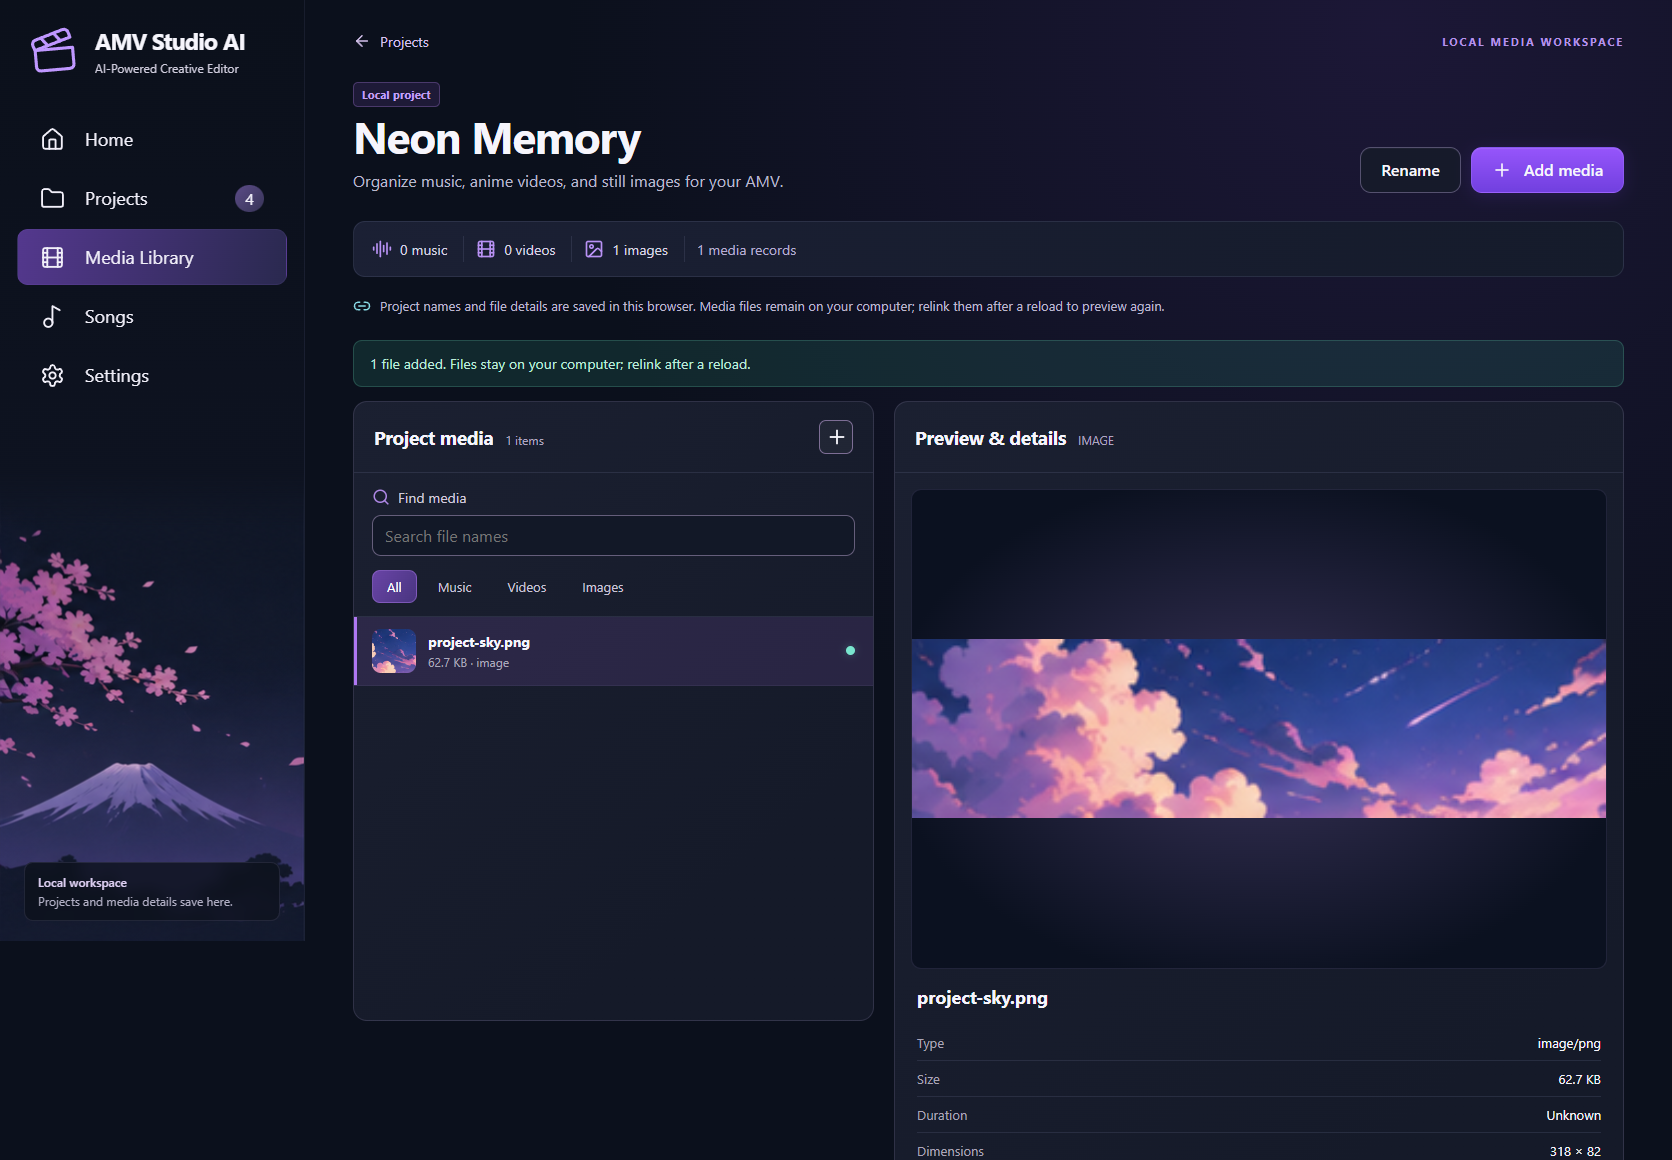 AMV Studio AI
AI-Powered Creative Editor
Home
Projects 4
Media Library
Songs
Settings
Local workspace
Projects and media details save here.
Projects
LOCAL MEDIA WORKSPACE
Local project
Neon Memory
Organize music, anime videos, and still images for your AMV.
Rename
Add media
0 music
0 videos
1 images
1 media records
Project names and file details are saved in this browser. Media files remain on your computer; relink them after a reload to preview again.
1 file added. Files stay on your computer; relink after a reload.
Project media 1 items
Find media
Search file names
All Music Videos Images
project-sky.png
62.7 KB · image
Preview & details IMAGE
project-sky.png
Type image/png
Size 62.7 KB
Duration Unknown
Dimensions 318 × 82